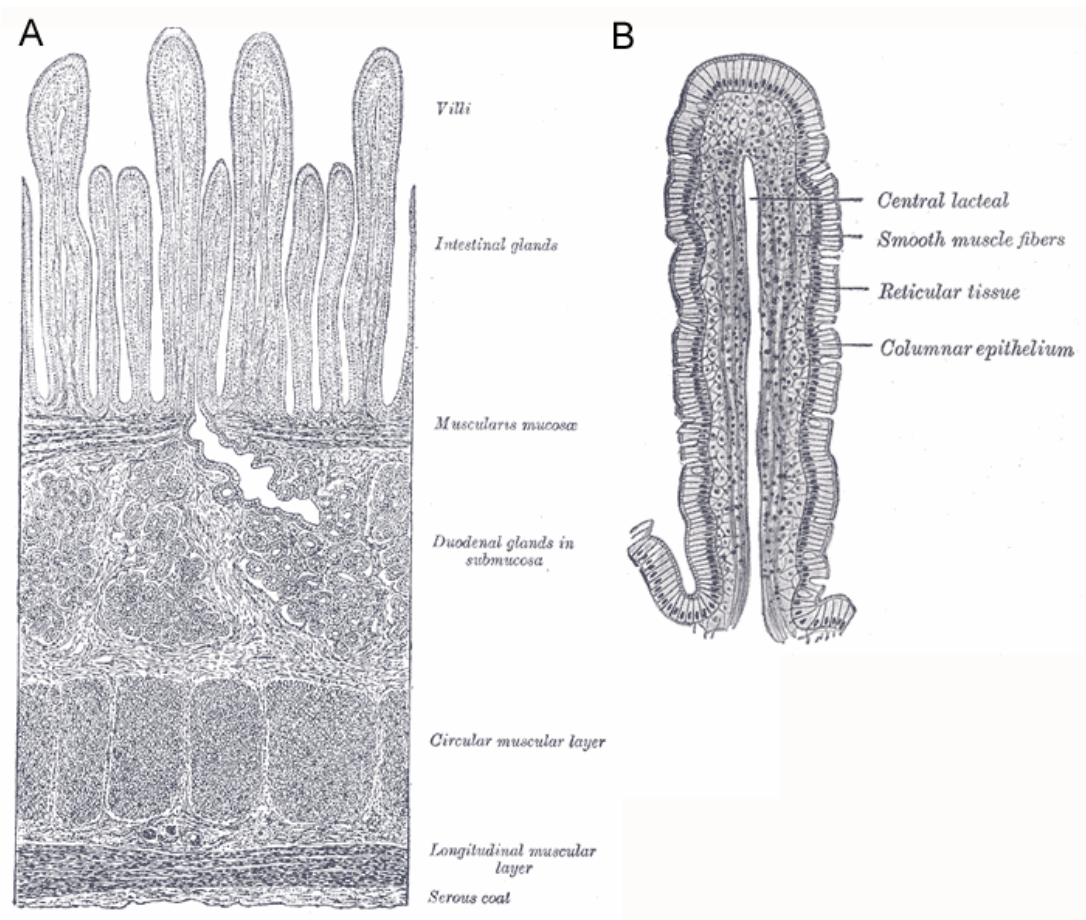 A
Villi
Intestinal glands
Muscularis mucosæ
Duodenal glands in
submucosa
Circular muscular layer
Longitudinal muscular
layer
Serous coat
B
Central lacteal
Smooth muscle fibers
Reticular tissue
Columnar epithelium